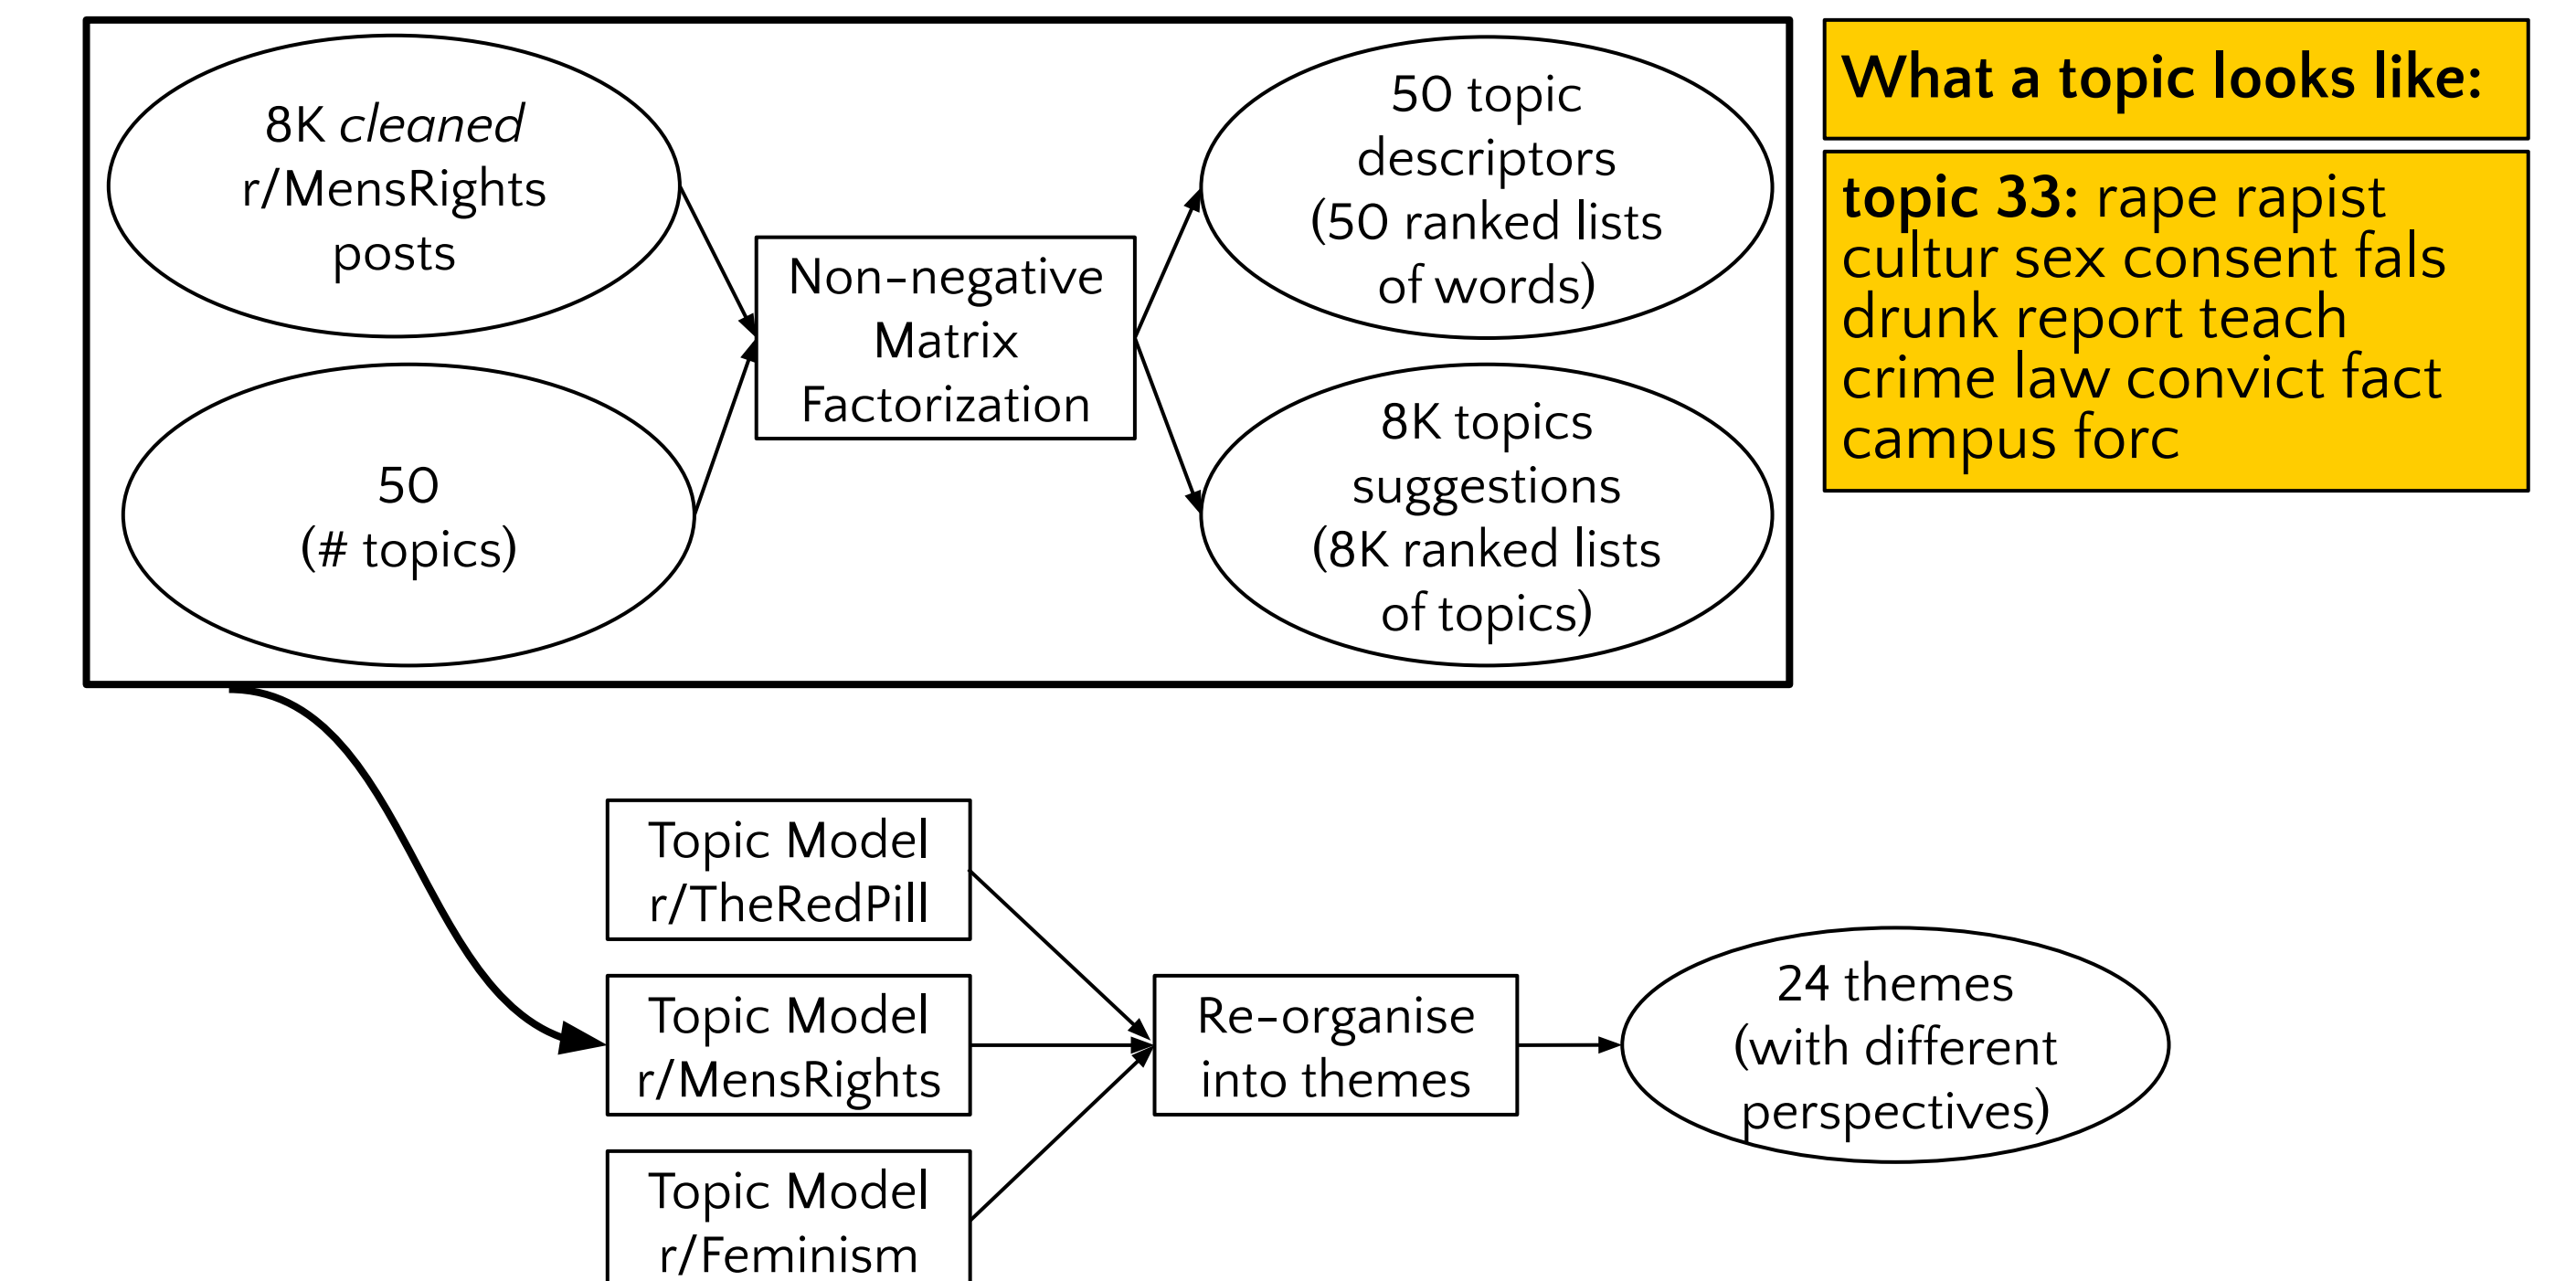 8K cleaned
r/MensRights
posts
50
(# topics)
Non-negative
Matrix
Factorization
50 topic
descriptors
(50 ranked lists
of words)
8K topics
suggestions
(8K ranked lists
of topics)
What a topic looks like:
topic 33: rape rapist
cultur sex consent fals
drunk report teach
crime law convict fact
campus forc
Topic Model
r/TheRedPill
Topic Model
r/MensRights
Topic Model
r/Feminism
Re-organise
into themes
24 themes
(with different
perspectives)